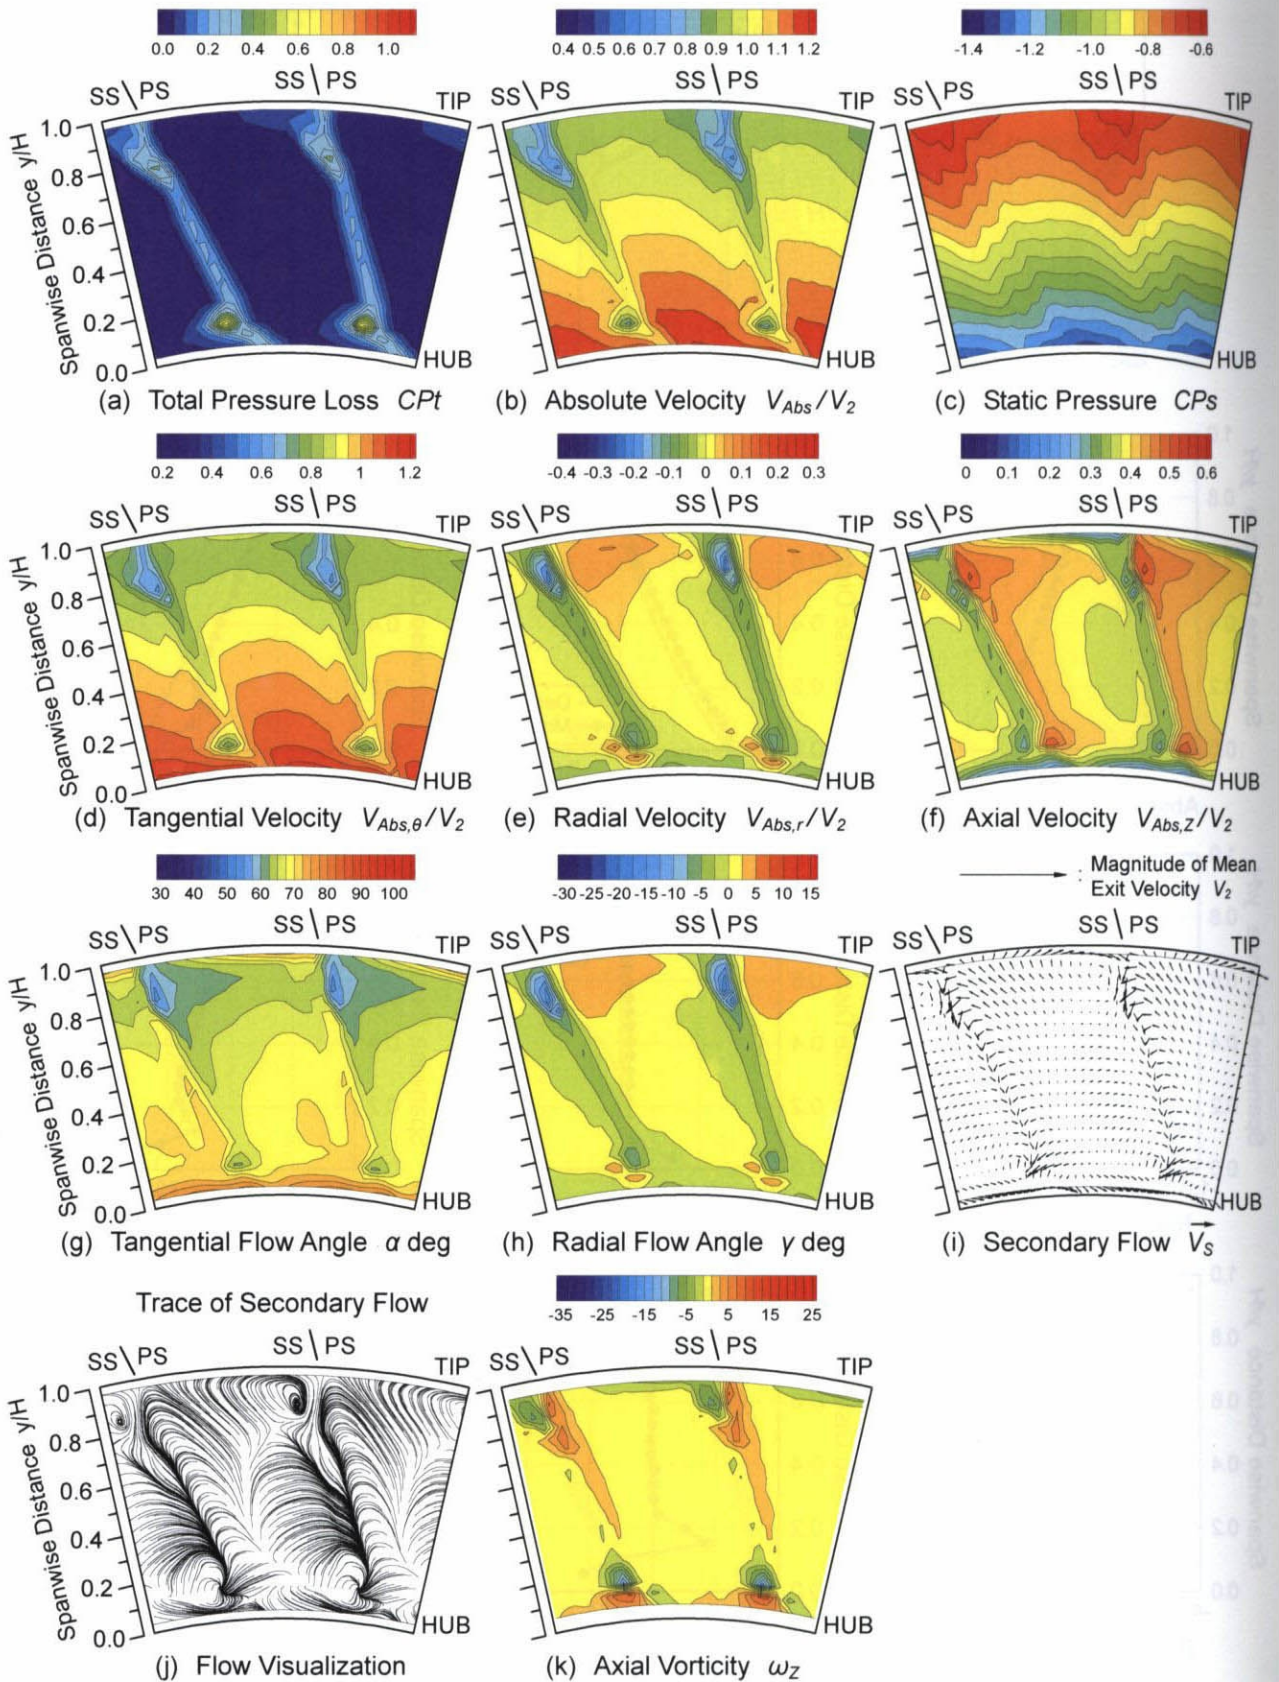 0.0 0.2 0.4 0.6 0.8 1.0
0.4 0.5 0.6 0.7 0.8 0.9 1.0 1.1 1.2
-1.4 -1.2 -1.0 -0.8 -0.6
SS \ PS SS \ PS TIP
SS \ PS SS \ PS TIP
SS \ PS SS \ PS TIP
Spanwise Distance y/H
1.0
0.8
0.6
0.4
0.2
0.0
HUB
HUB
HUB
(a) Total Pressure Loss CPt
(b) Absolute Velocity VAbs/V2
(c) Static Pressure CPs
0.2 0.4 0.6 0.8 1 1.2
-0.4 -0.3 -0.2 -0.1 0 0.1 0.2 0.3
0 0.1 0.2 0.3 0.4 0.5 0.6
SS \ PS SS \ PS TIP
SS \ PS SS \ PS TIP
SS \ PS SS \ PS TIP
Spanwise Distance y/H
1.0
0.8
0.6
0.4
0.2
0.0
HUB
HUB
HUB
(d) Tangential Velocity VAbs,θ/V2
(e) Radial Velocity VAbs,r/V2
(f) Axial Velocity VAbs,Z/V2
30 40 50 60 70 80 90 100
-30 -25 -20 -15 -10 -5 0 5 10 15
: Magnitude of Mean
Exit Velocity V2
SS \ PS SS \ PS TIP
SS \ PS SS \ PS TIP
SS \ PS SS \ PS TIP
Spanwise Distance y/H
1.0
0.8
0.6
0.4
0.2
0.0
HUB
HUB
HUB
(g) Tangential Flow Angle α deg
(h) Radial Flow Angle γ deg
(i) Secondary Flow VS
Trace of Secondary Flow
-35 -25 -15 -5 5 15 25
SS \ PS SS \ PS TIP
SS \ PS SS \ PS TIP
Spanwise Distance y/H
1.0
0.8
0.6
0.4
0.2
0.0
HUB
HUB
(j) Flow Visualization
(k) Axial Vorticity ωZ